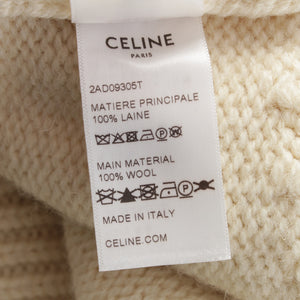 CELINE
PARIS
2AD09305T
MATIERE PRINCIPALE
100% LAINE
MAIN MATERIAL
100% WOOL
MADE IN ITALY
CELINE.COM